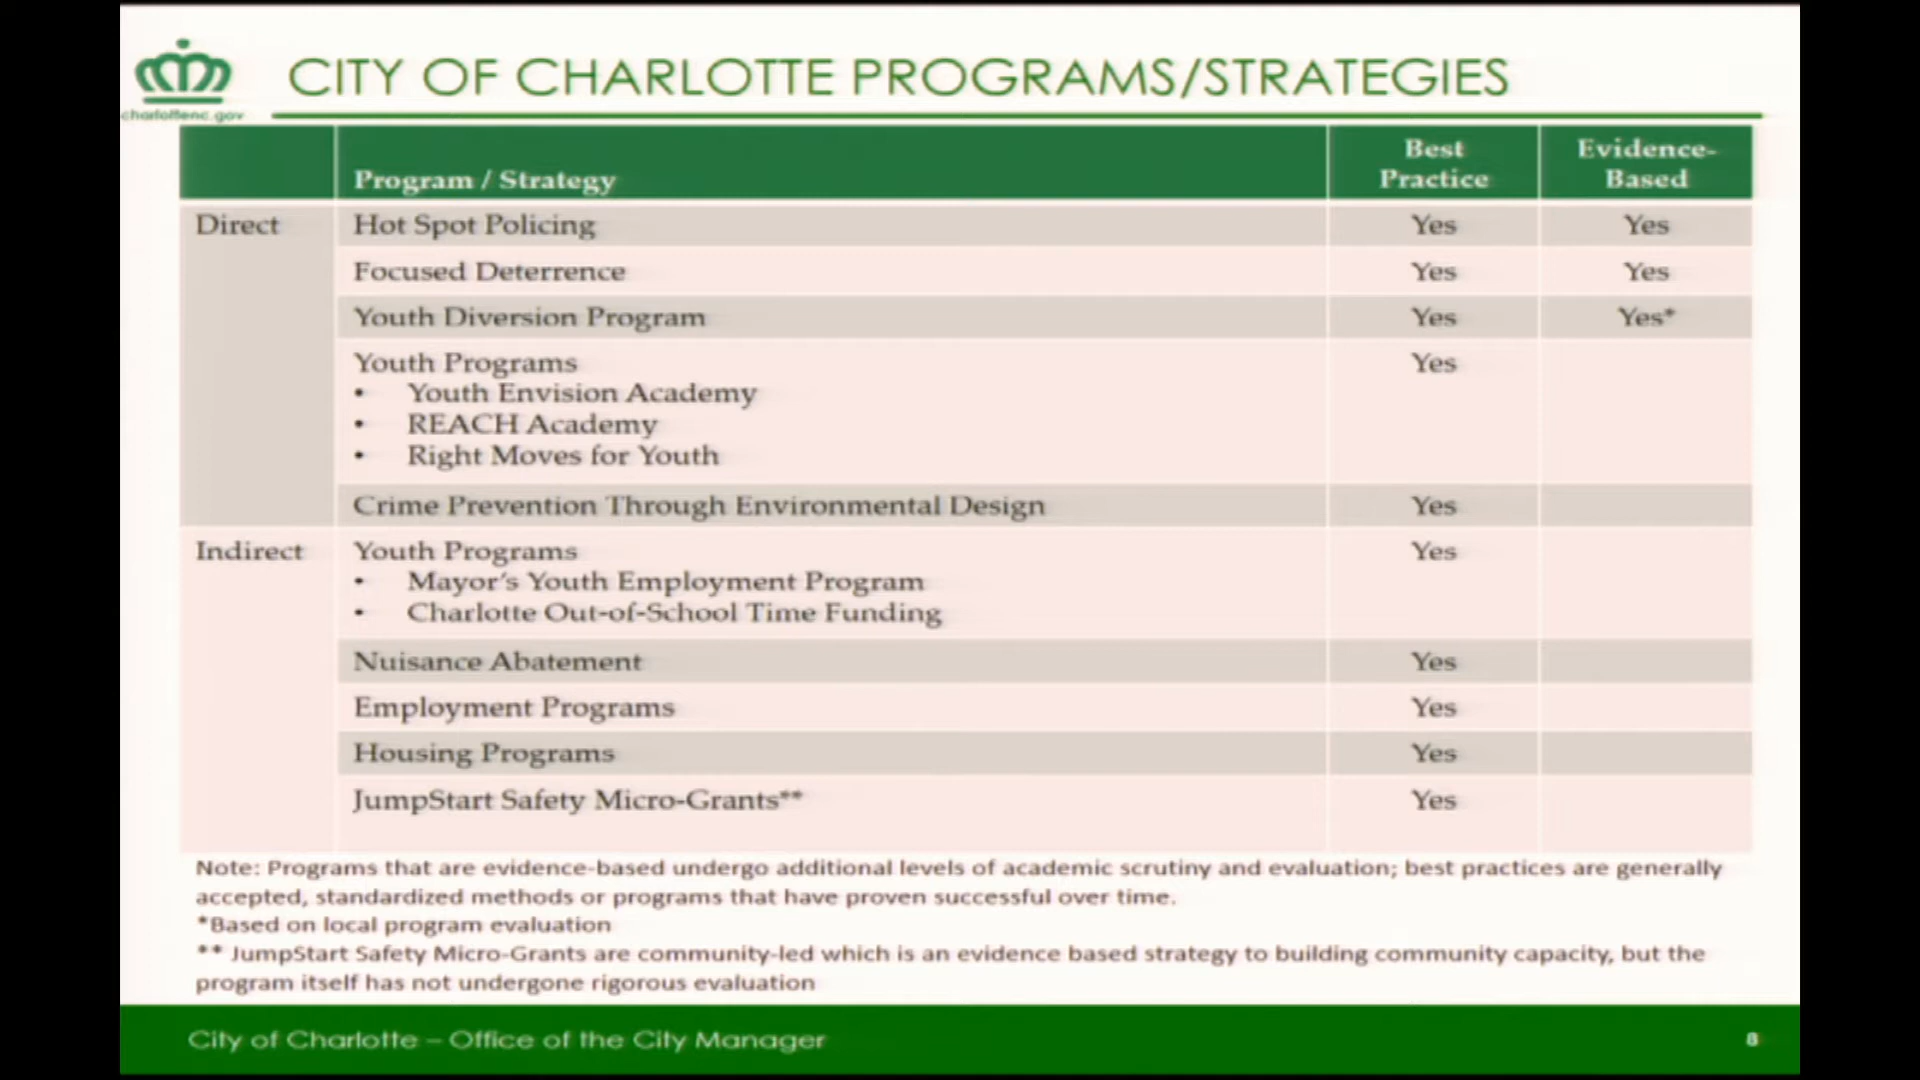 charlottenc.gov
CITY OF CHARLOTTE PROGRAMS/STRATEGIES
Program / Strategy
Best Practice
Evidence-Based
Direct
Hot Spot Policing Yes Yes
Focused Deterrence Yes Yes
Youth Diversion Program Yes Yes*
Youth Programs Yes
• Youth Envision Academy
• REACH Academy
• Right Moves for Youth
Crime Prevention Through Environmental Design Yes
Indirect
Youth Programs Yes
• Mayor's Youth Employment Program
• Charlotte Out-of-School Time Funding
Nuisance Abatement Yes
Employment Programs Yes
Housing Programs Yes
JumpStart Safety Micro-Grants** Yes
Note: Programs that are evidence-based undergo additional levels of academic scrutiny and evaluation; best practices are generally
accepted, standardized methods or programs that have proven successful over time.
*Based on local program evaluation
** JumpStart Safety Micro-Grants are community-led which is an evidence based strategy to building community capacity, but the
program itself has not undergone rigorous evaluation
City of Charlotte – Office of the City Manager
8